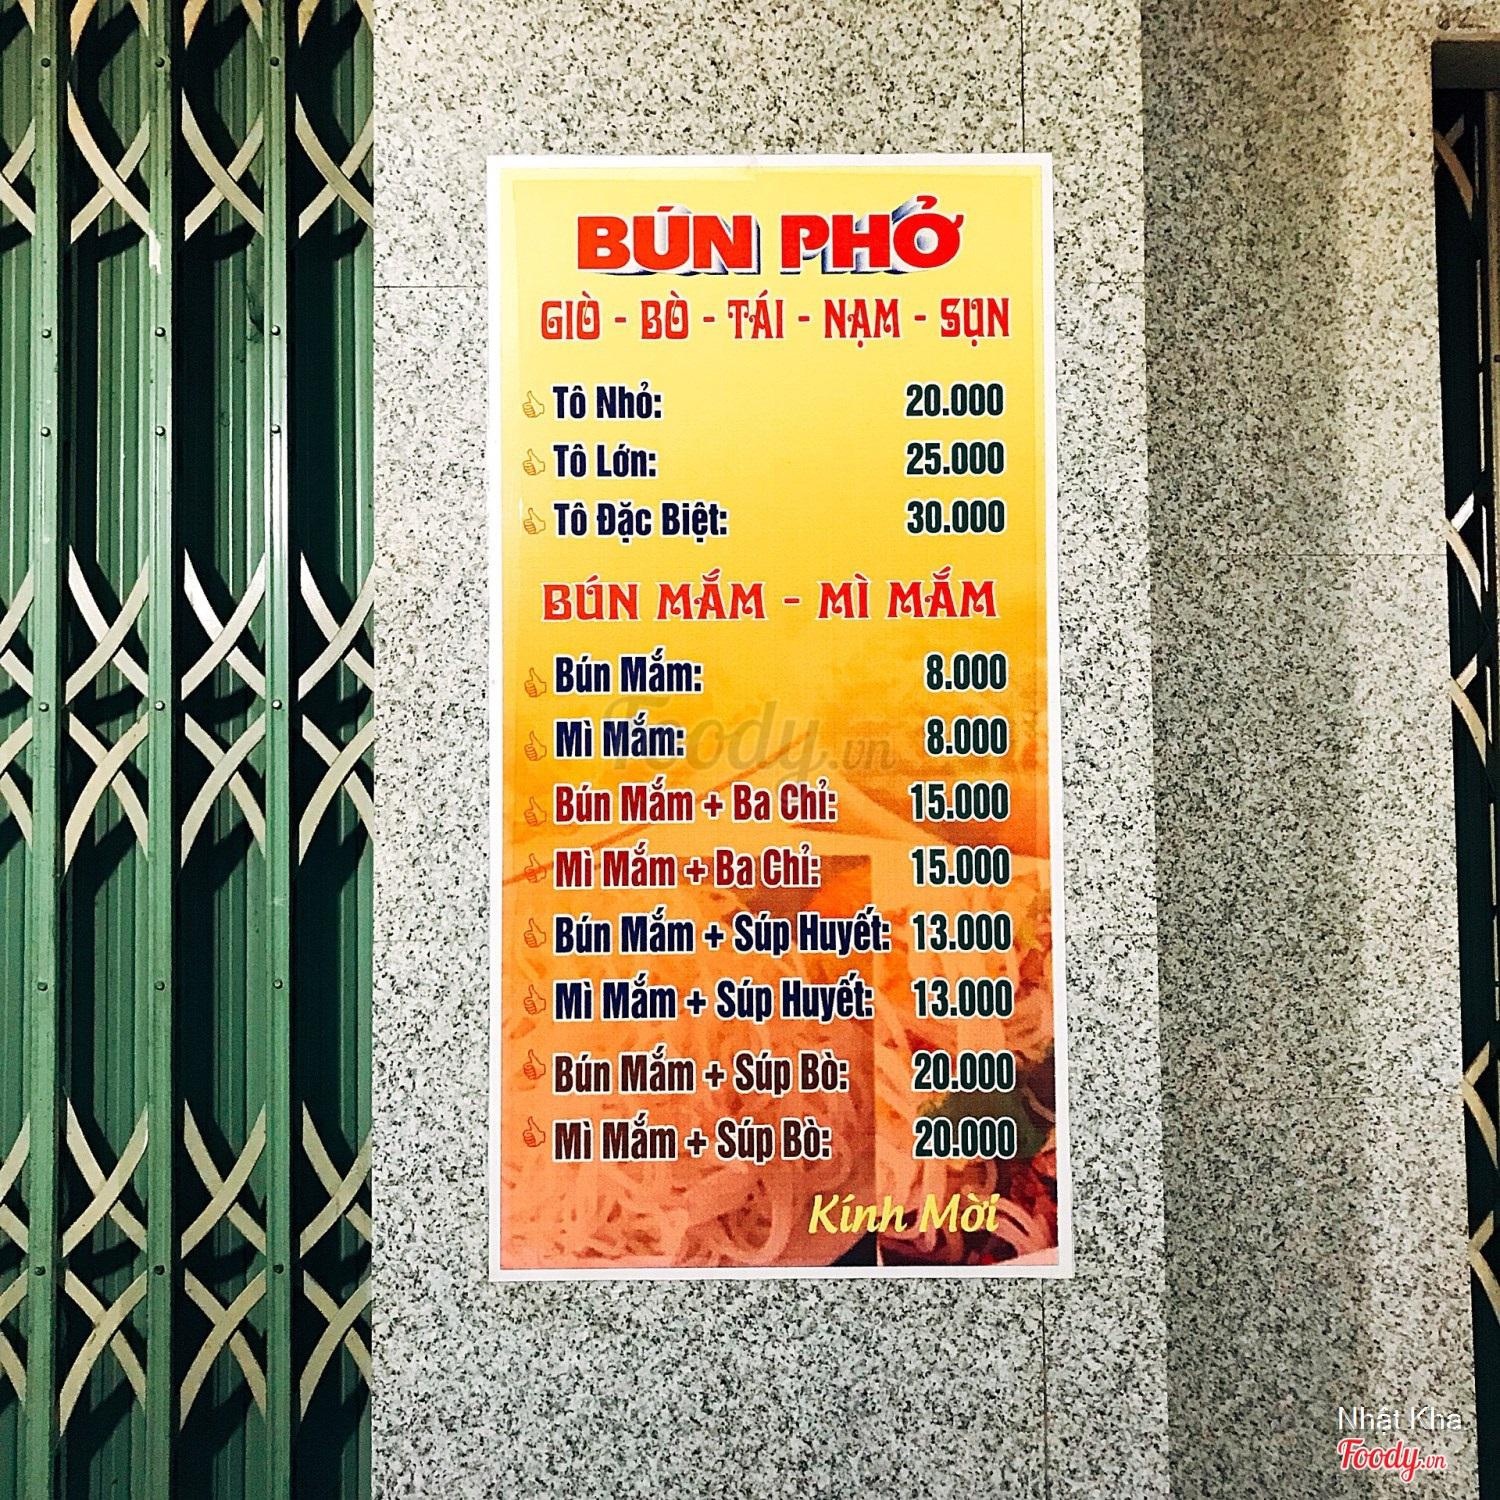 BÚN PHỞ
GIÒ - BÒ - TÁI - NẠM - SỤN
Tô Nhỏ: 20.000
Tô Lớn: 25.000
Tô Đặc Biệt: 30.000
BÚN MẮM - MÌ MẮM
Bún Mắm: 8.000
Mì Mắm: 8.000
Foody.vn
Bún Mắm + Ba Chỉ: 15.000
Mì Mắm + Ba Chỉ: 15.000
Bún Mắm + Súp Huyết: 13.000
Mì Mắm + Súp Huyết: 13.000
Bún Mắm + Súp Bò: 20.000
Mì Mắm + Súp Bò: 20.000
Kính Mời
Nhật Kha
Foody.vn